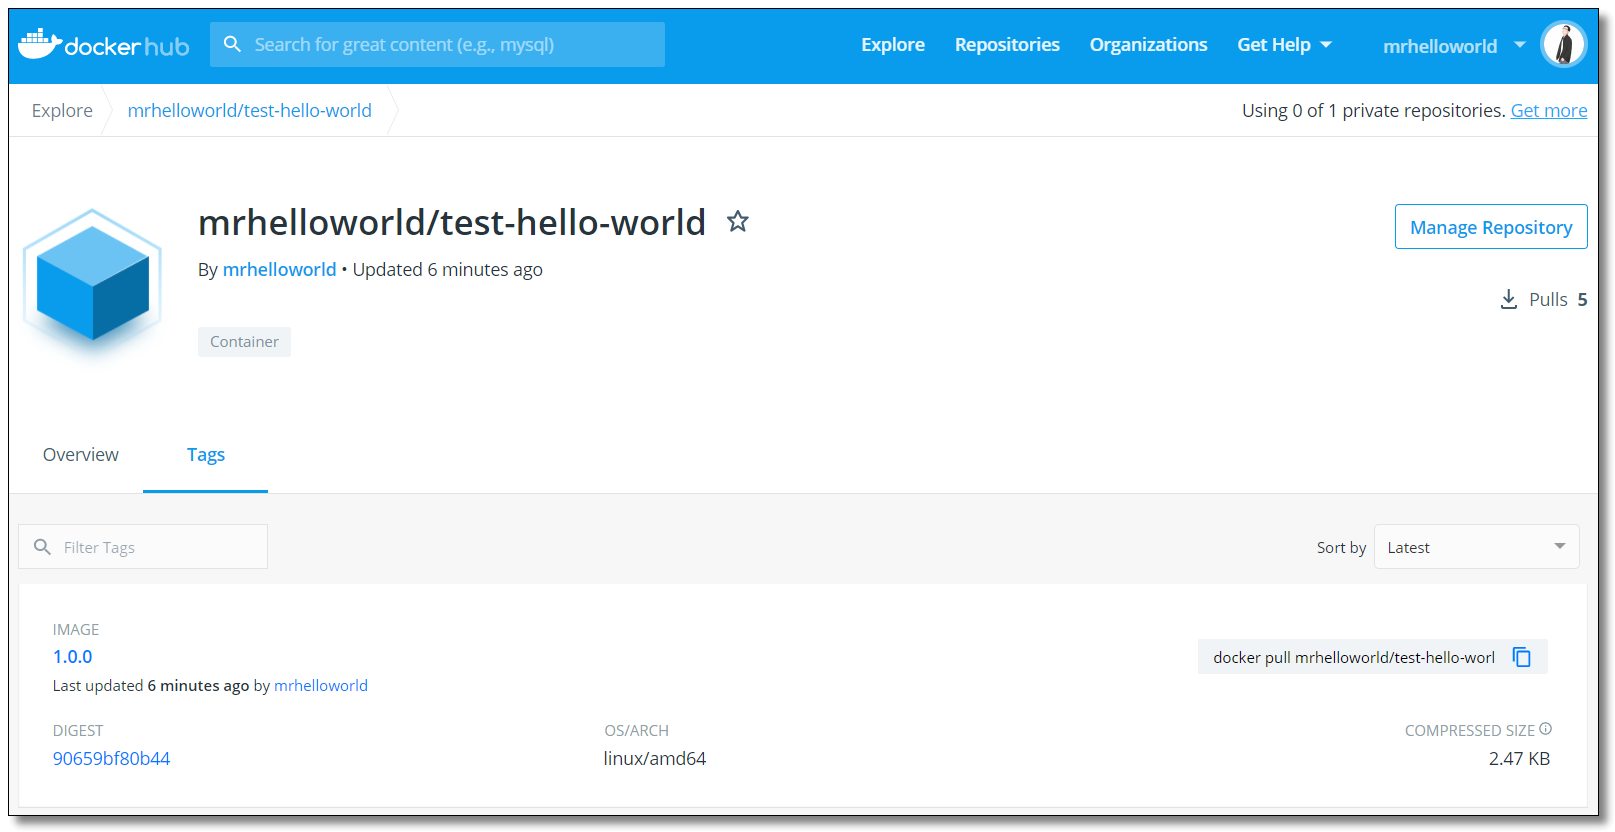 docker hub
Search for great content (e.g., mysql)
Explore Repositories Organizations Get Help mrhelloworld
Explore mrhelloworld/test-hello-world Using 0 of 1 private repositories. Get more
mrhelloworld/test-hello-world
Manage Repository
By mrhelloworld • Updated 6 minutes ago
Pulls 5
Container
Overview Tags
Filter Tags Sort by Latest
IMAGE
1.0.0
docker pull mrhelloworld/test-hello-worl
Last updated 6 minutes ago by mrhelloworld
DIGEST OS/ARCH COMPRESSED SIZE
90659bf80b44 linux/amd64 2.47 KB